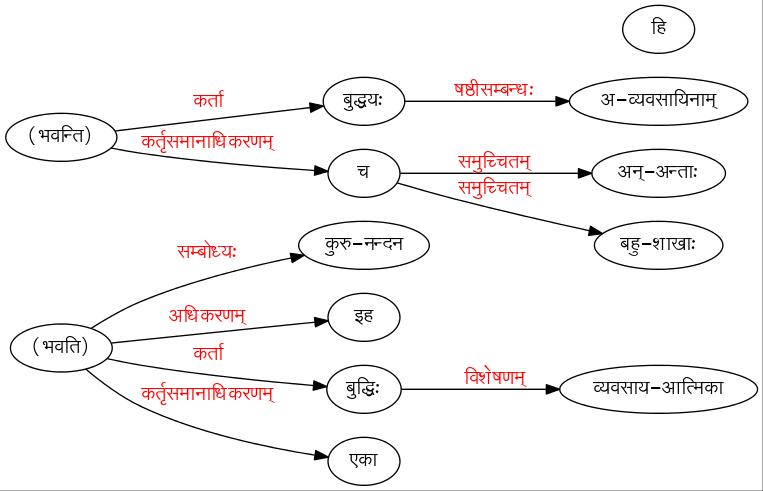 हि
कर्ता
बुद्धयः
षष्ठीसम्बन्धः
अ-व्यवसायिनाम्
(भवन्ति)
कर्तृसमानाधिकरणम्
च
समुच्चितम्
अन्-अन्ताः
समुच्चितम्
बहु-शाखाः
सम्बोध्यः
कुरु-नन्दन
अधिकरणम्
इह
(भवति)
कर्ता
बुद्धिः
विशेषणम्
व्यवसाय-आत्मिका
कर्तृसमानाधिकरणम्
एका